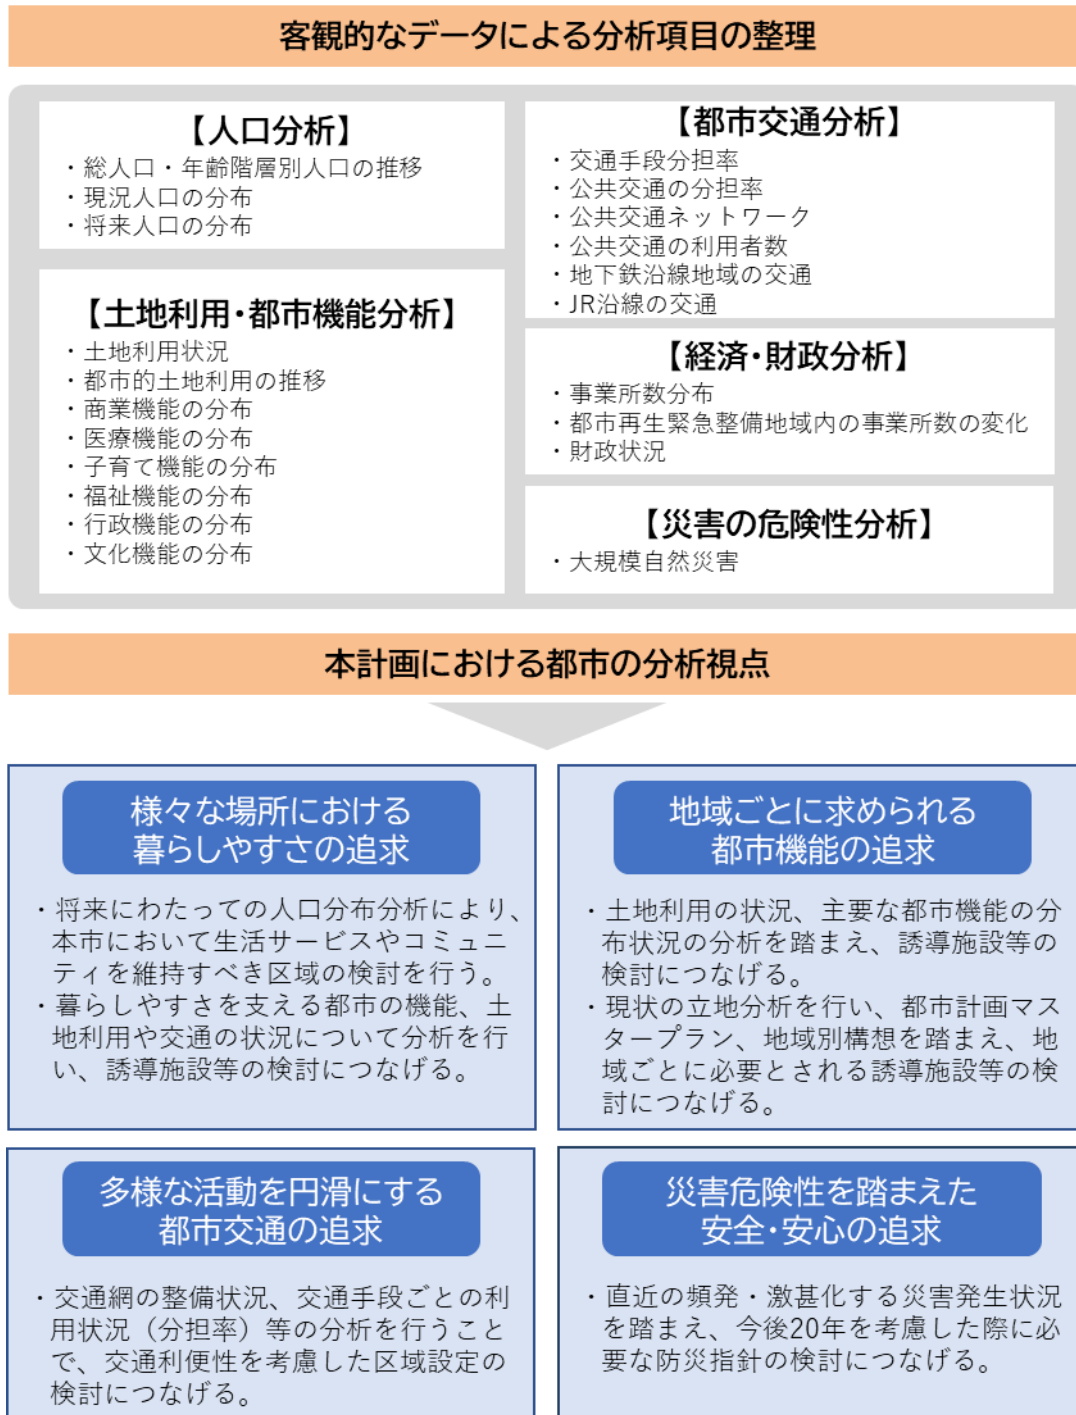 客観的なデータによる分析項目の整理
【人口分析】
・総人口・年齢階層別人口の推移
・現況人口の分布
・将来人口の分布
【土地利用・都市機能分析】
・土地利用状況
・都市的土地利用の推移
・商業機能の分布
・医療機能の分布
・子育て機能の分布
・福祉機能の分布
・行政機能の分布
・文化機能の分布
【都市交通分析】
・交通手段分担率
・公共交通の分担率
・公共交通ネットワーク
・公共交通の利用者数
・地下鉄沿線地域の交通
・JR沿線の交通
【経済・財政分析】
・事業所数分布
・都市再生緊急整備地域内の事業所数の変化
・財政状況
【災害の危険性分析】
・大規模自然災害
本計画における都市の分析視点
様々な場所における
暮らしやすさの追求
・将来にわたっての人口分布分析により、
本市において生活サービスやコミュニ
ティを維持すべき区域の検討を行う。
・暮らしやすさを支える都市の機能、土
地利用や交通の状況について分析を行
い、誘導施設等の検討につなげる。
地域ごとに求められる
都市機能の追求
・土地利用の状況、主要な都市機能の分
布状況の分析を踏まえ、誘導施設等の
検討につなげる。
・現状の立地分析を行い、都市計画マス
タープラン、地域別構想を踏まえ、地
域ごとに必要とされる誘導施設等の検
討につなげる。
多様な活動を円滑にする
都市交通の追求
・交通網の整備状況、交通手段ごとの利
用状況（分担率）等の分析を行うこと
で、交通利便性を考慮した区域設定の
検討につなげる。
災害危険性を踏まえた
安全・安心の追求
・直近の頻発・激甚化する災害発生状況
を踏まえ、今後20年を考慮した際に必
要な防災指針の検討につなげる。